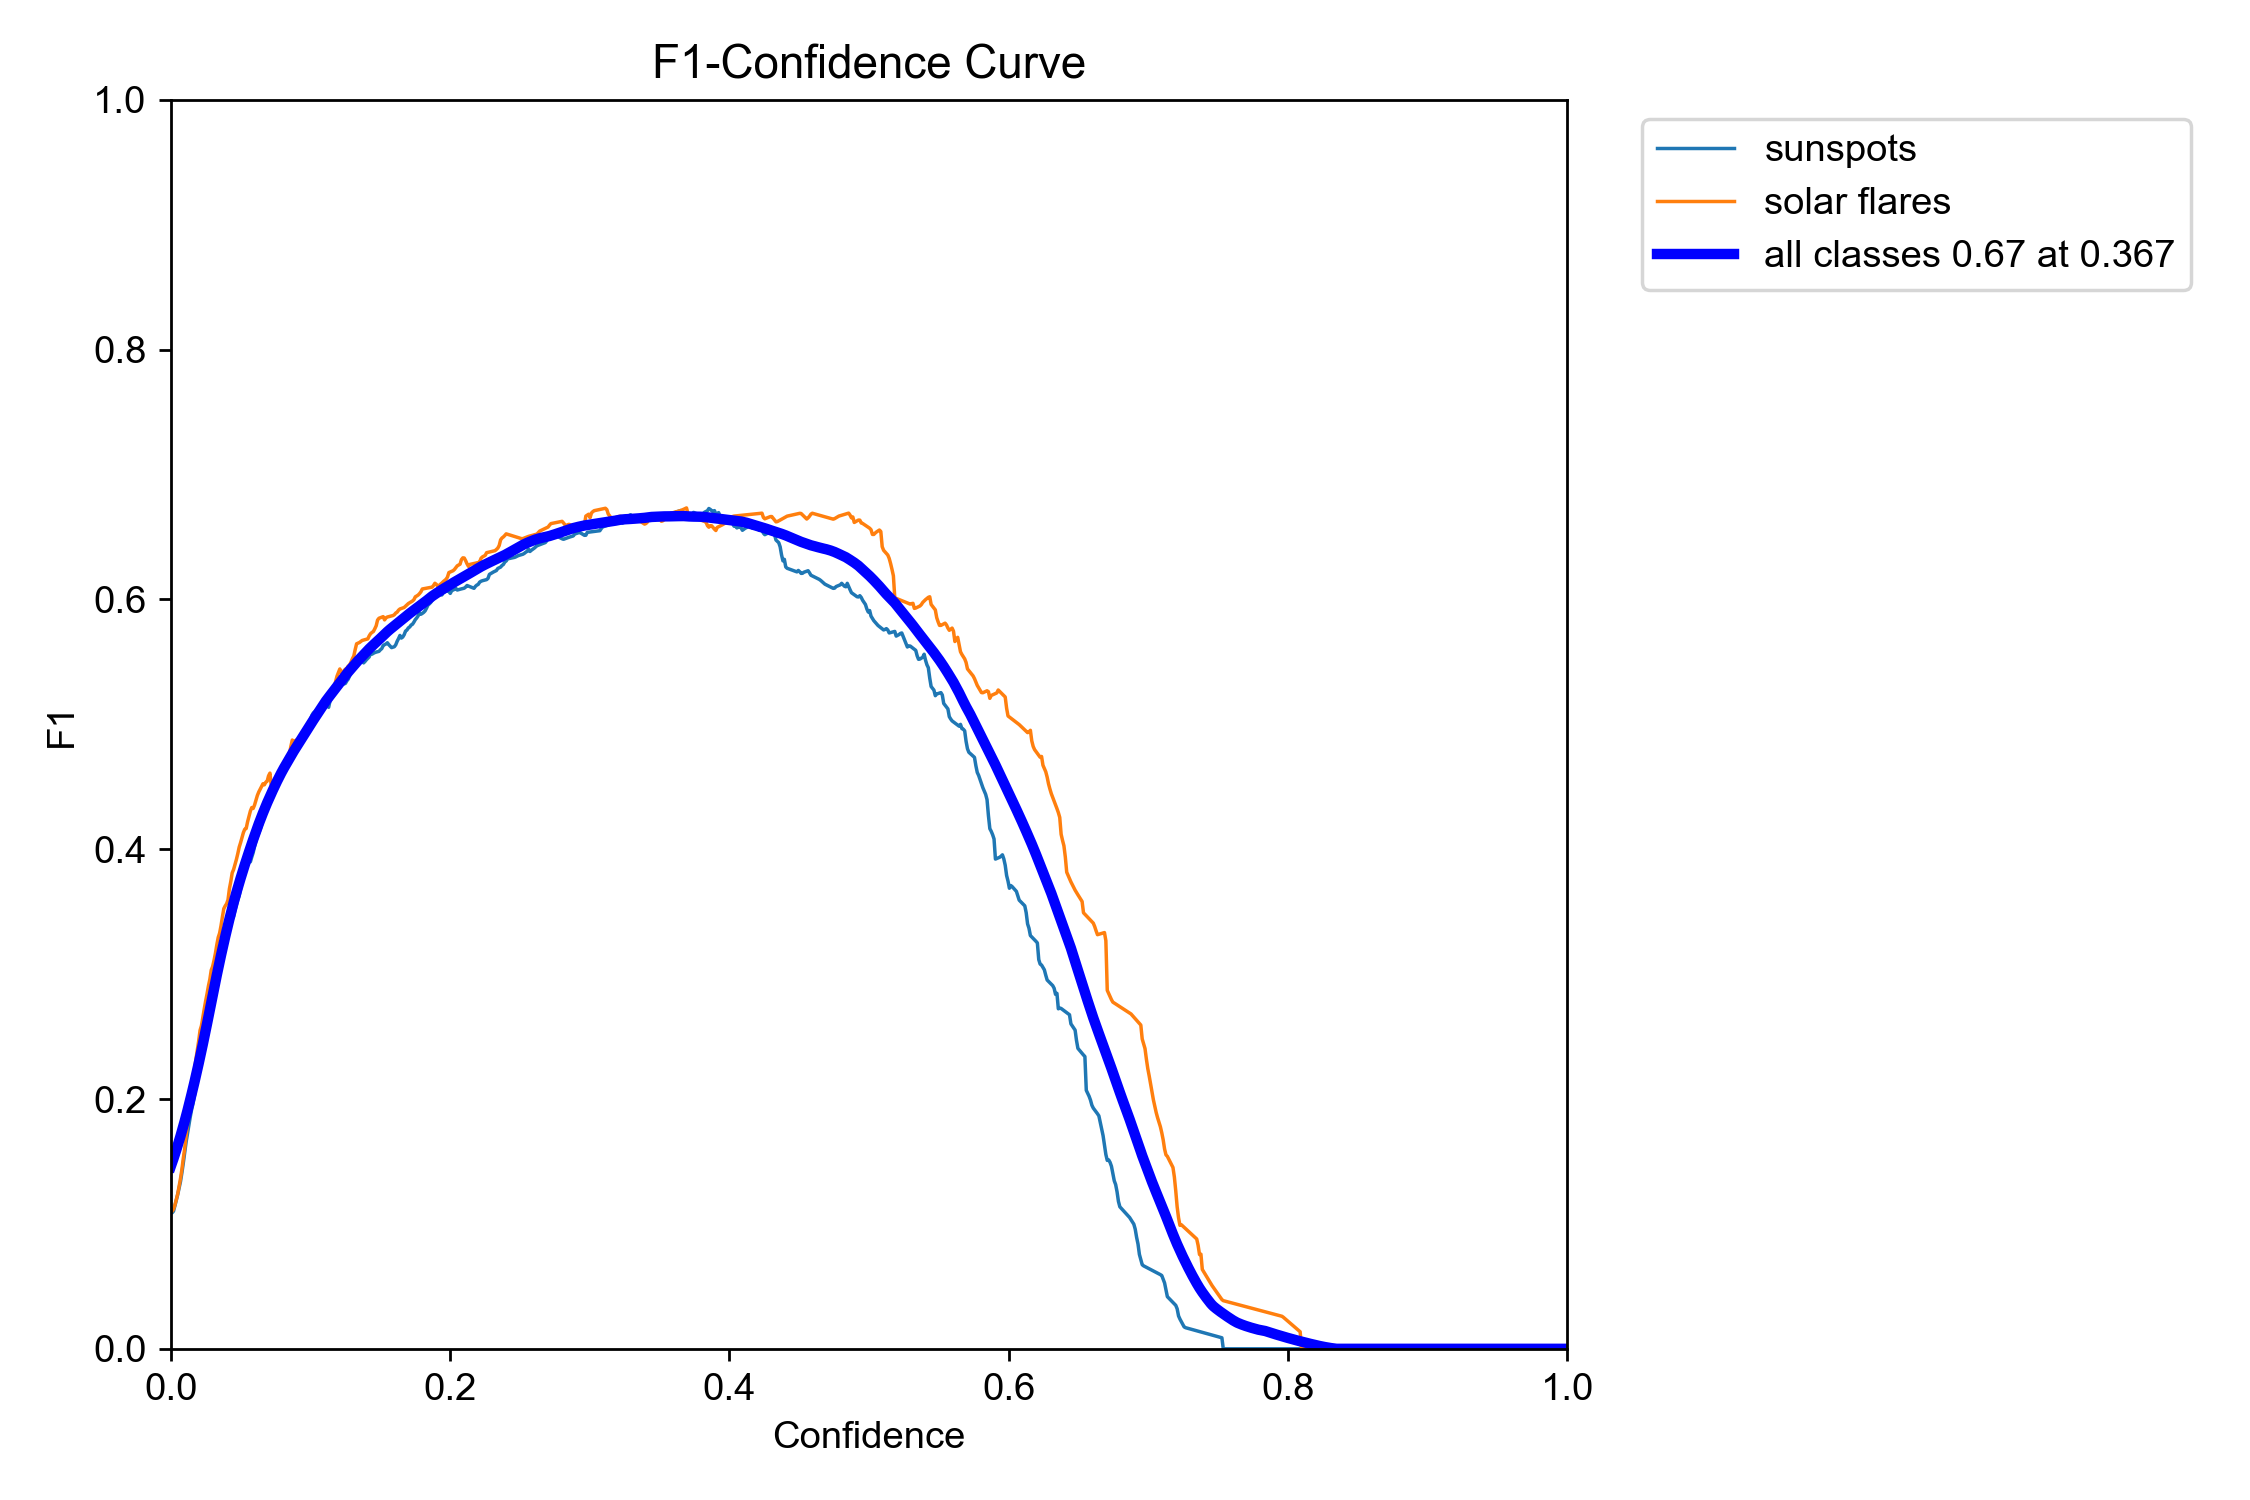 F1-Confidence Curve
1.0
0.8
0.6
0.4
0.2
0.0
F1
0.0 0.2 0.4 0.6 0.8 1.0
Confidence
sunspots
solar flares
all classes 0.67 at 0.367